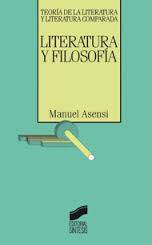 TEORÍA DE LA LITERATURA
Y LITERATURA COMPARADA
LITERATURA
Y FILOSOFÍA
Manuel Asensi
EDITORIAL
SINTESIS